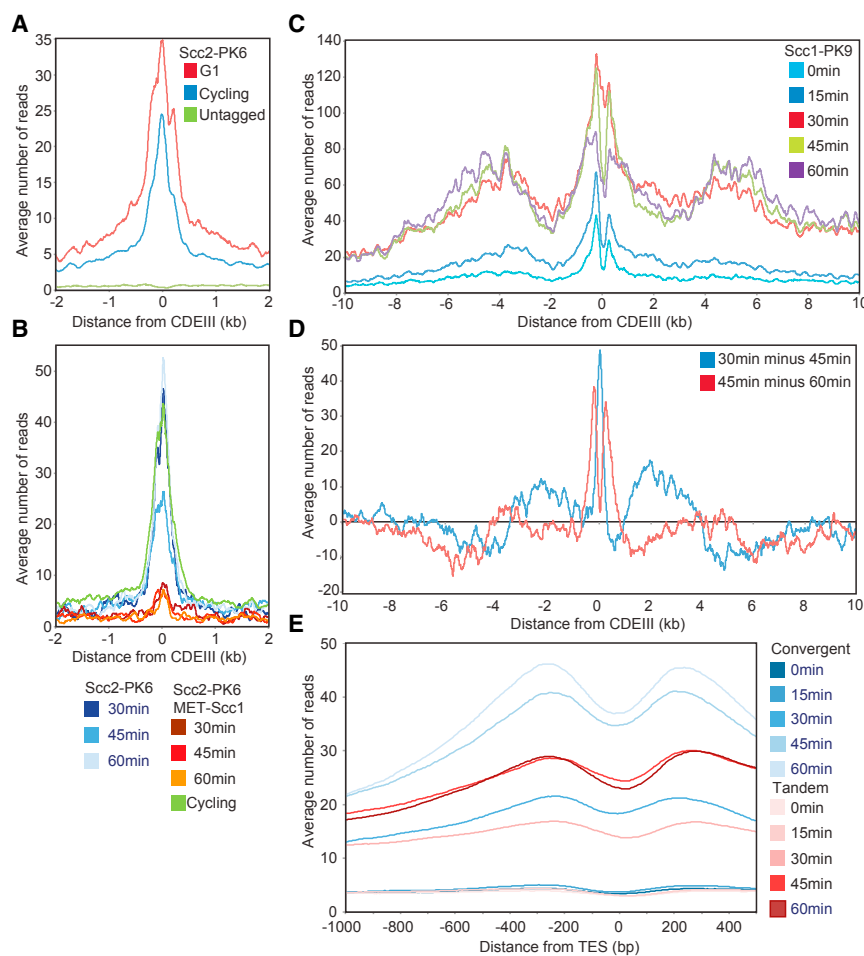 A
Scc2-PK6
G1
Cycling
Untagged
35
30
25
20
15
10
5
0
Average number of reads
-2 -1 0 1 2
Distance from CDEIII (kb)
C
Scc1-PK9
0min
15min
30min
45min
60min
140
120
100
80
60
40
20
0
Average number of reads
-10 -8 -6 -4 -2 0 2 4 6 8 10
Distance from CDEIII (kb)
B
50
40
30
20
10
0
Average number of reads
-2 -1 0 1 2
Distance from CDEIII (kb)
Scc2-PK6
30min
45min
60min
Scc2-PK6
MET-Scc1
30min
45min
60min
Cycling
D
30min minus 45min
45min minus 60min
50
40
30
20
10
0
-10
-20
Average number of reads
-10 -8 -6 -4 -2 0 2 4 6 8 10
Distance from CDEIII (kb)
E
50
40
30
20
10
0
Average number of reads
-1000 -800 -600 -400 -200 0 200 400
Distance from TES (bp)
Convergent
0min
15min
30min
45min
60min
Tandem
0min
15min
30min
45min
60min